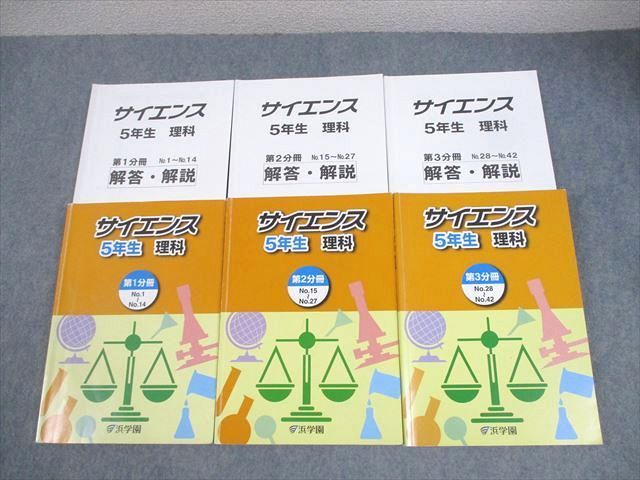 サイエンス
5年生 理科
第1分冊 No.1〜No.14
解答・解説
サイエンス
5年生 理科
第2分冊 No.15〜No.27
解答・解説
サイエンス
5年生 理科
第3分冊 No.28〜No.42
解答・解説
サイエンス
5年生 理科
第1分冊
No.1
〜
No.14
浜学園
サイエンス
5年生 理科
第2分冊
No.15
〜
No.27
浜学園
サイエンス
5年生 理科
第3分冊
No.28
〜
No.42
浜学園